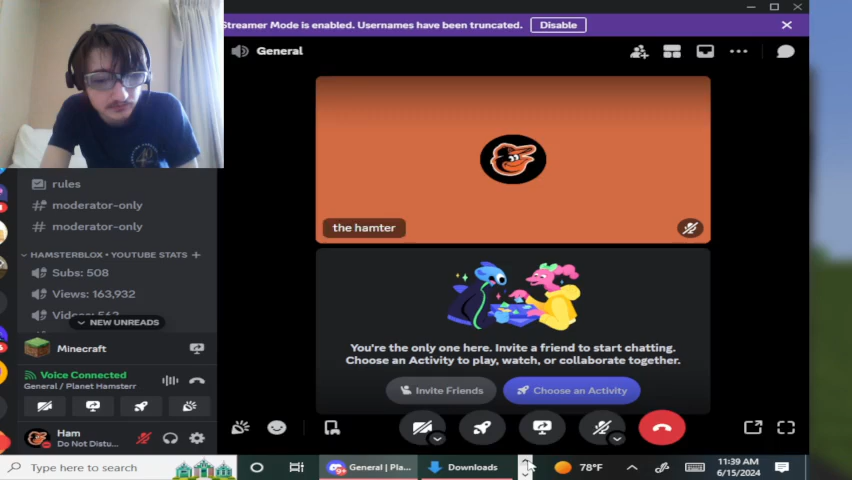 Streamer Mode is enabled. Usernames have been truncated. Disable
General
rules
moderator-only
moderator-only
HAMSTERBLOX • YOUTUBE STATS
Subs: 508
Views: 163,932
NEW UNREADS
Minecraft
Voice Connected
General / Planet Hamsterr
Ham
Do Not Distu...
the hamter
You're the only one here. Invite a friend to start chatting.
Choose an Activity to play, watch, or collaborate together.
Invite Friends
Choose an Activity
Type here to search
9+
General | Pla...
Downloads
78°F
11:39 AM
6/15/2024